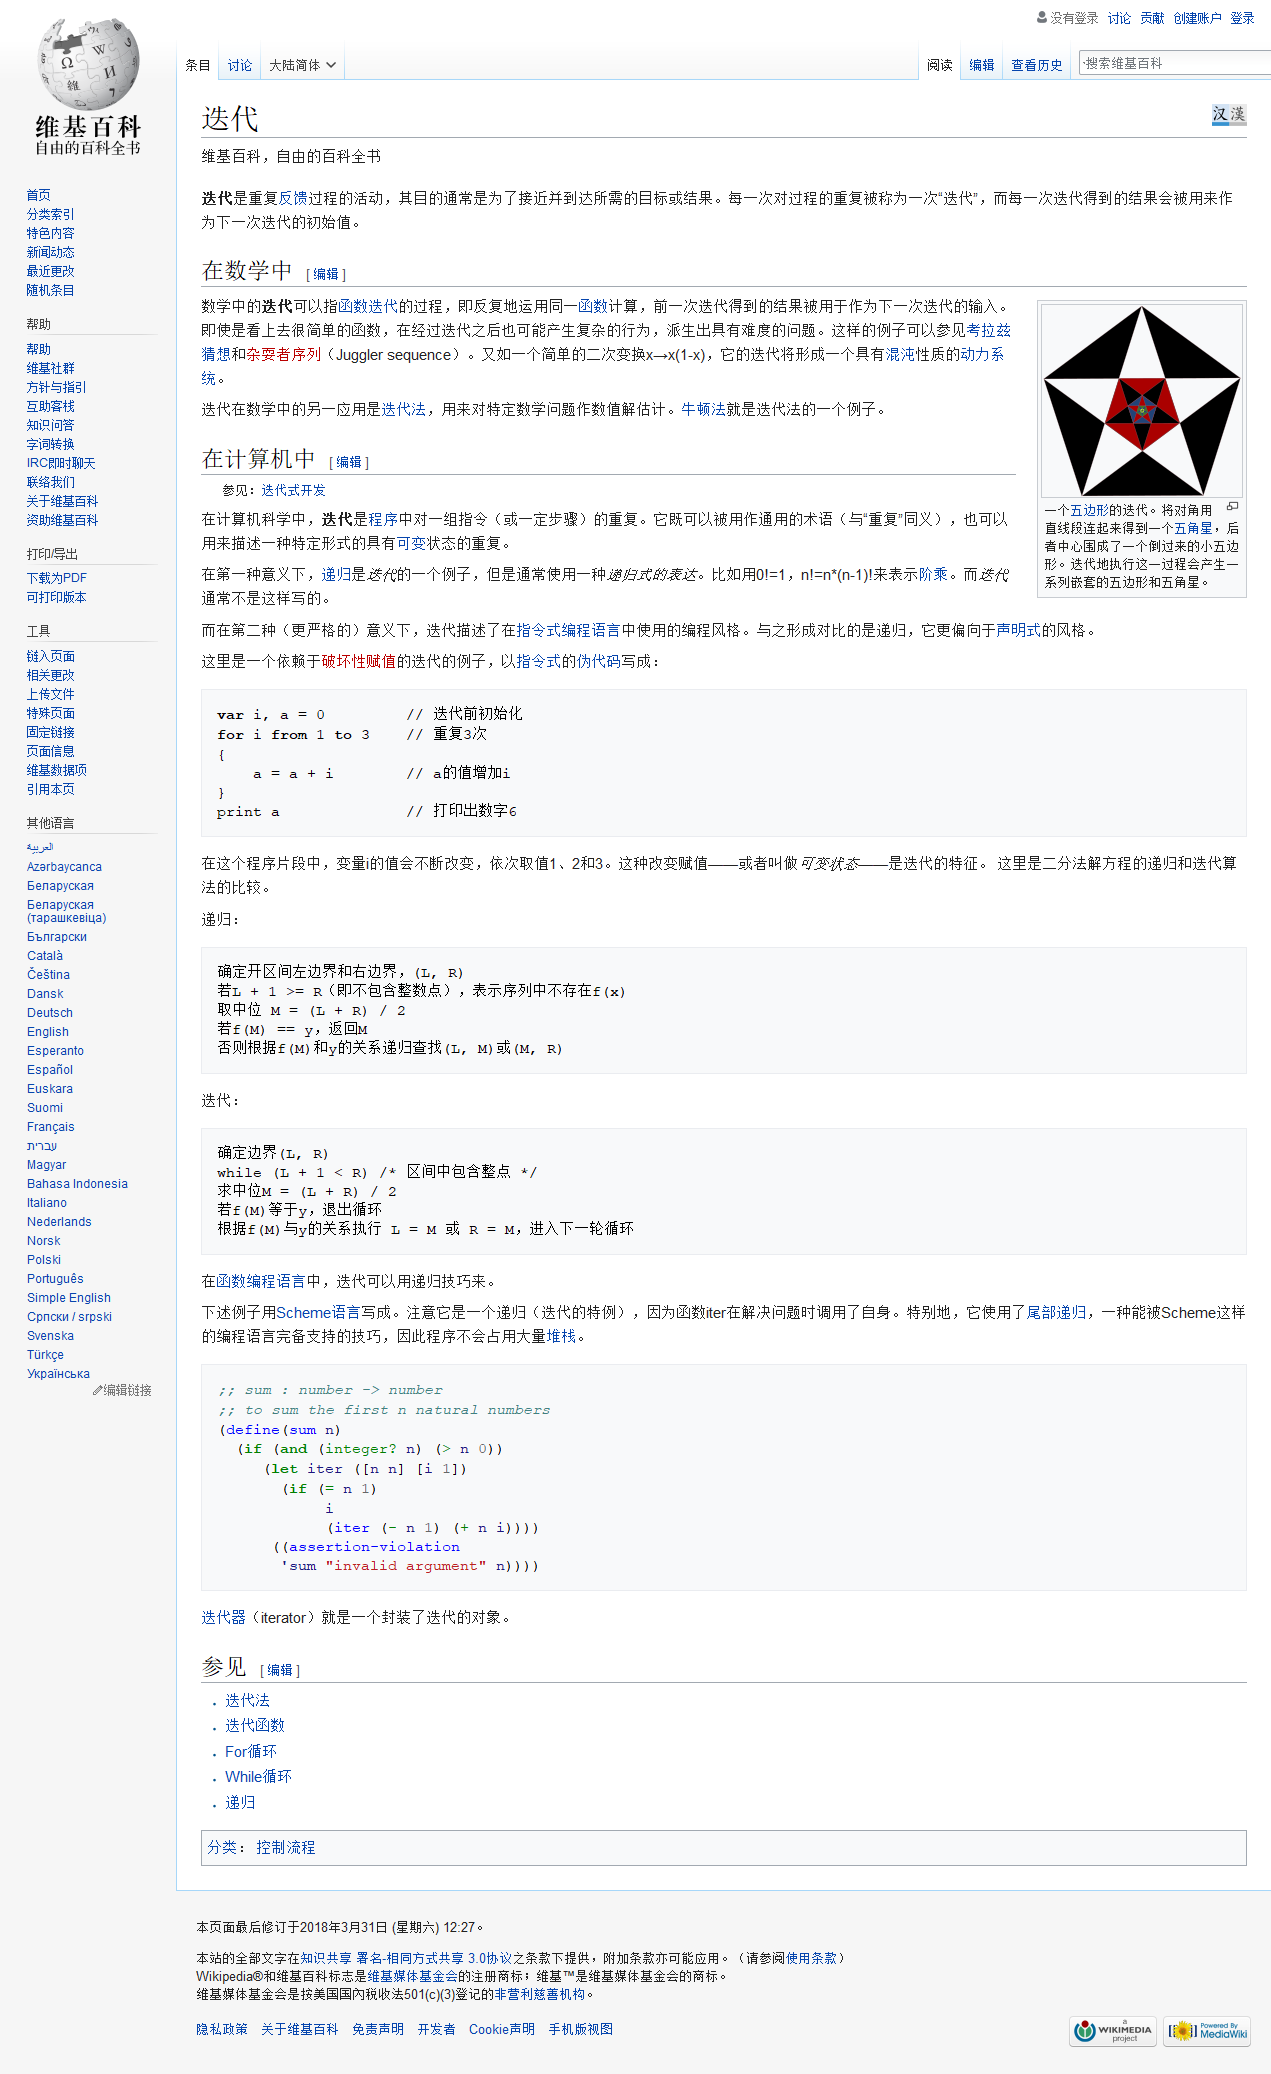 没有登录 讨论 贡献 创建账户 登录
条目 讨论 大陆简体 阅读 编辑 查看历史 搜索维基百科
维基百科
自由的百科全书
首页
分类索引
特色内容
新闻动态
最近更改
随机条目
帮助
帮助
维基社群
方针与指引
互助客栈
知识问答
字词转换
IRC即时聊天
联络我们
关于维基百科
资助维基百科
打印/导出
下载为PDF
可打印版本
工具
链入页面
相关更改
上传文件
特殊页面
固定链接
页面信息
维基数据项
引用本页
其他语言
العربية
Azərbaycanca
Беларуская
Беларуская
(тарашкевіца)
Български
Català
Čeština
Dansk
Deutsch
English
Esperanto
Español
Euskara
Suomi
Français
עברית
Magyar
Bahasa Indonesia
Italiano
Nederlands
Norsk
Polski
Português
Simple English
Српски / srpski
Svenska
Türkçe
Українська
编辑链接
迭代
汉 漢
维基百科，自由的百科全书
迭代是重复反馈过程的活动，其目的通常是为了接近并到达所需的目标或结果。每一次对过程的重复被称为一次“迭代”，而每一次迭代得到的结果会被用来作
为下一次迭代的初始值。
在数学中 [ 编辑 ]
数学中的迭代可以指函数迭代的过程，即反复地运用同一函数计算，前一次迭代得到的结果被用于作为下一次迭代的输入。
即使是看上去很简单的函数，在经过迭代之后也可能产生复杂的行为，派生出具有难度的问题。这样的例子可以参见考拉兹
猜想和杂耍者序列（Juggler sequence）。又如一个简单的二次变换x→x(1-x)，它的迭代将形成一个具有混沌性质的动力系
统。
迭代在数学中的另一应用是迭代法，用来对特定数学问题作数值解估计。牛顿法就是迭代法的一个例子。
一个五边形的迭代。将对角用
直线段连起来得到一个五角星，后
者中心围成了一个倒过来的小五边
形。迭代地执行这一过程会产生一
系列嵌套的五边形和五角星。
在计算机中 [ 编辑 ]
参见：迭代式开发
在计算机科学中，迭代是程序中对一组指令（或一定步骤）的重复。它既可以被用作通用的术语（与“重复”同义），也可以
用来描述一种特定形式的具有可变状态的重复。
在第一种意义下，递归是迭代的一个例子，但是通常使用一种递归式的表达。比如用0!=1，n!=n*(n-1)!来表示阶乘。而迭代
通常不是这样写的。
而在第二种（更严格的）意义下，迭代描述了在指令式编程语言中使用的编程风格。与之形成对比的是递归，它更偏向于声明式的风格。
这里是一个依赖于破坏性赋值的迭代的例子，以指令式的伪代码写成：
var i, a = 0 // 迭代前初始化
for i from 1 to 3 // 重复3次
{
a = a + i // a的值增加i
}
print a // 打印出数字6
在这个程序片段中，变量i的值会不断改变，依次取值1、2和3。这种改变赋值——或者叫做可变状态——是迭代的特征。 这里是二分法解方程的递归和迭代算
法的比较。
递归：
确定开区间左边界和右边界，(L, R)
若L + 1 >= R（即不包含整数点），表示序列中不存在f(x)
取中位 M = (L + R) / 2
若f(M) == y，返回M
否则根据f(M)和y的关系递归查找(L, M)或(M, R)
迭代：
确定边界(L, R)
while (L + 1 < R) /* 区间中包含整点 */
求中位M = (L + R) / 2
若f(M)等于y，退出循环
根据f(M)与y的关系执行 L = M 或 R = M，进入下一轮循环
在函数编程语言中，迭代可以用递归技巧来。
下述例子用Scheme语言写成。注意它是一个递归（迭代的特例），因为函数iter在解决问题时调用了自身。特别地，它使用了尾部递归，一种能被Scheme这样
的编程语言完备支持的技巧，因此程序不会占用大量堆栈。
;; sum : number -> number
;; to sum the first n natural numbers
(define(sum n)
(if (and (integer? n) (> n 0))
(let iter ([n n] [i 1])
(if (= n 1)
i
(iter (- n 1) (+ n i))))
((assertion-violation
'sum "invalid argument" n))))
迭代器（iterator）就是一个封装了迭代的对象。
参见 [ 编辑 ]
迭代法
迭代函数
For循环
While循环
递归
分类： 控制流程
本页面最后修订于2018年3月31日 (星期六) 12:27。
本站的全部文字在知识共享 署名-相同方式共享 3.0协议之条款下提供，附加条款亦可能应用。（请参阅使用条款）
Wikipedia®和维基百科标志是维基媒体基金会的注册商标；维基™是维基媒体基金会的商标。
维基媒体基金会是按美国国內稅收法501(c)(3)登记的非营利慈善机构。
隐私政策 关于维基百科 免责声明 开发者 Cookie声明 手机版视图
a WIKIMEDIA project
Powered By MediaWiki